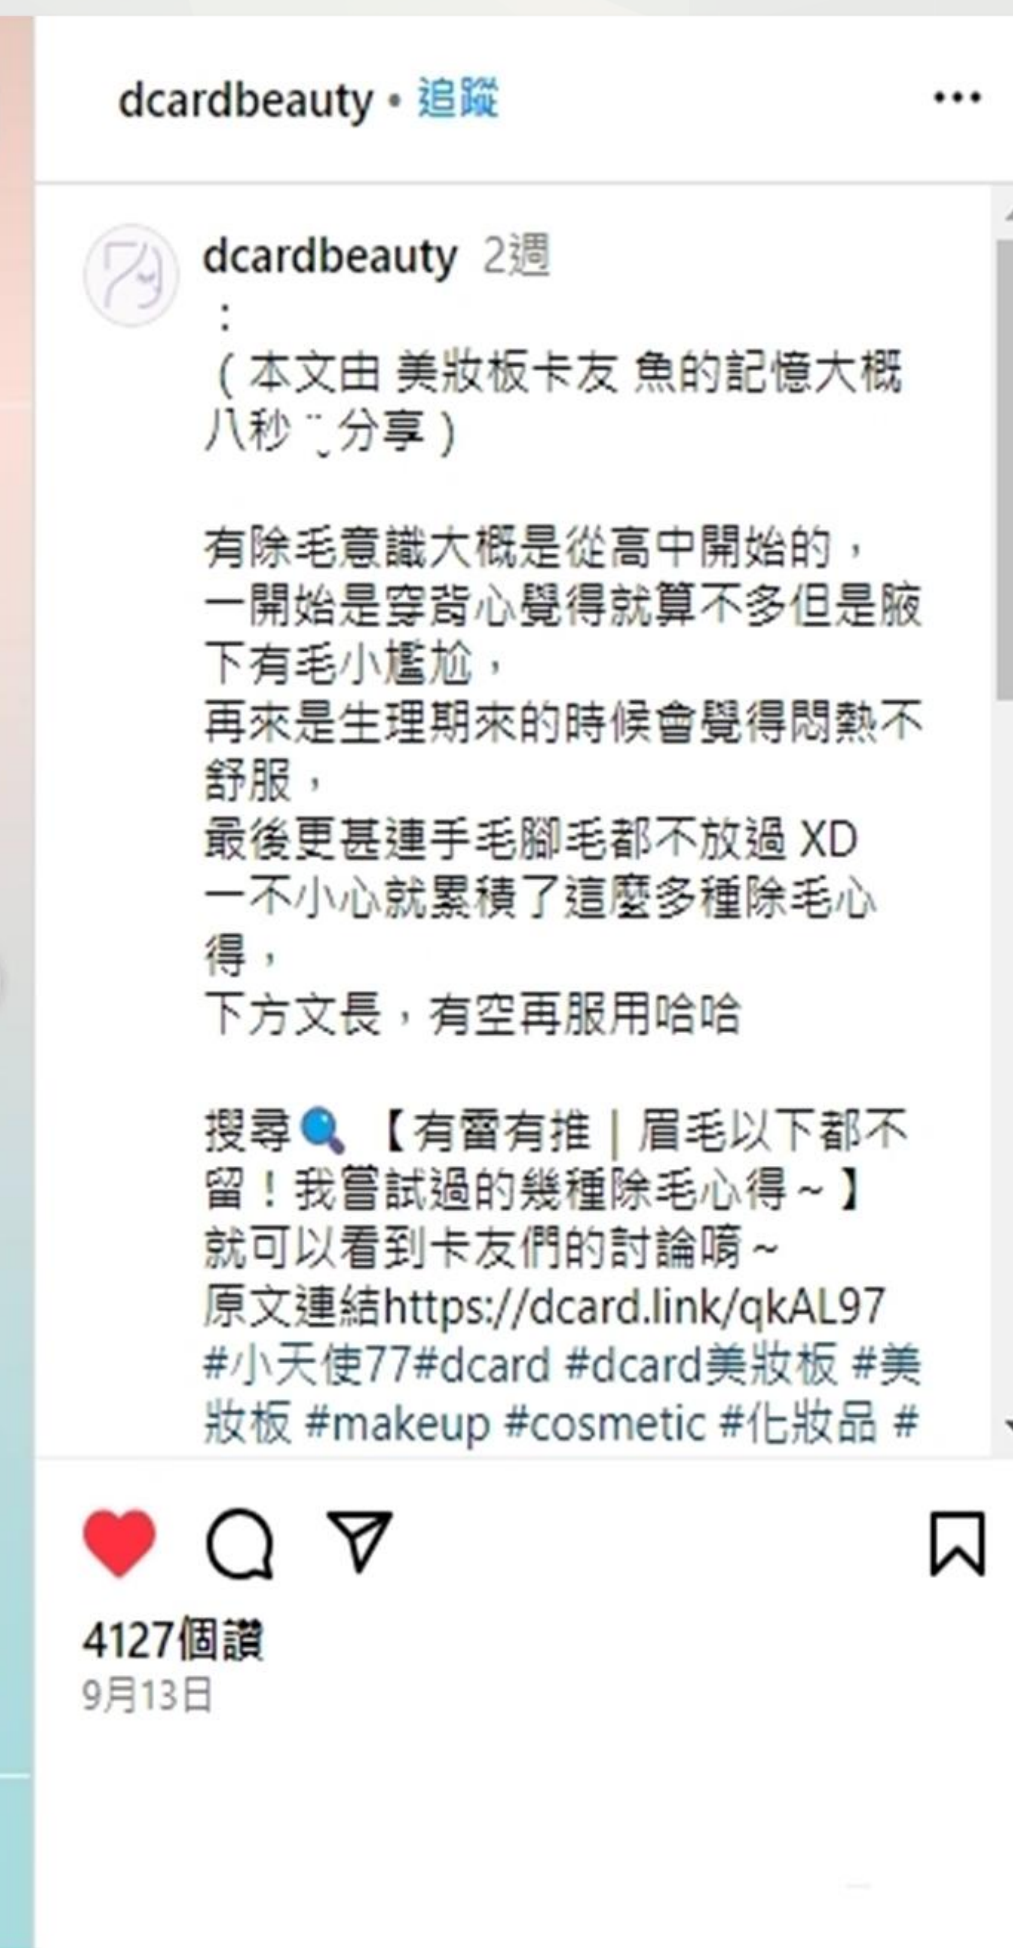 dcardbeauty • 追蹤
dcardbeauty 2週
:
(本文由 美妝板卡友 魚的記憶大概
八秒 ¨̮ 分享)
有除毛意識大概是從高中開始的，
一開始是穿背心覺得就算不多但是腋
下有毛小尷尬，
再來是生理期來的時候會覺得悶熱不
舒服，
最後更甚連手毛腳毛都不放過 XD
一不小心就累積了這麼多種除毛心
得，
下方文長，有空再服用哈哈
搜尋🔍【有雷有推｜眉毛以下都不
留！我嘗試過的幾種除毛心得~】
就可以看到卡友們的討論唷~
原文連結https://dcard.link/qkAL97
#小天使77#dcard #dcard美妝板 #美
妝板 #makeup #cosmetic #化妝品 #
4127個讚
9月13日